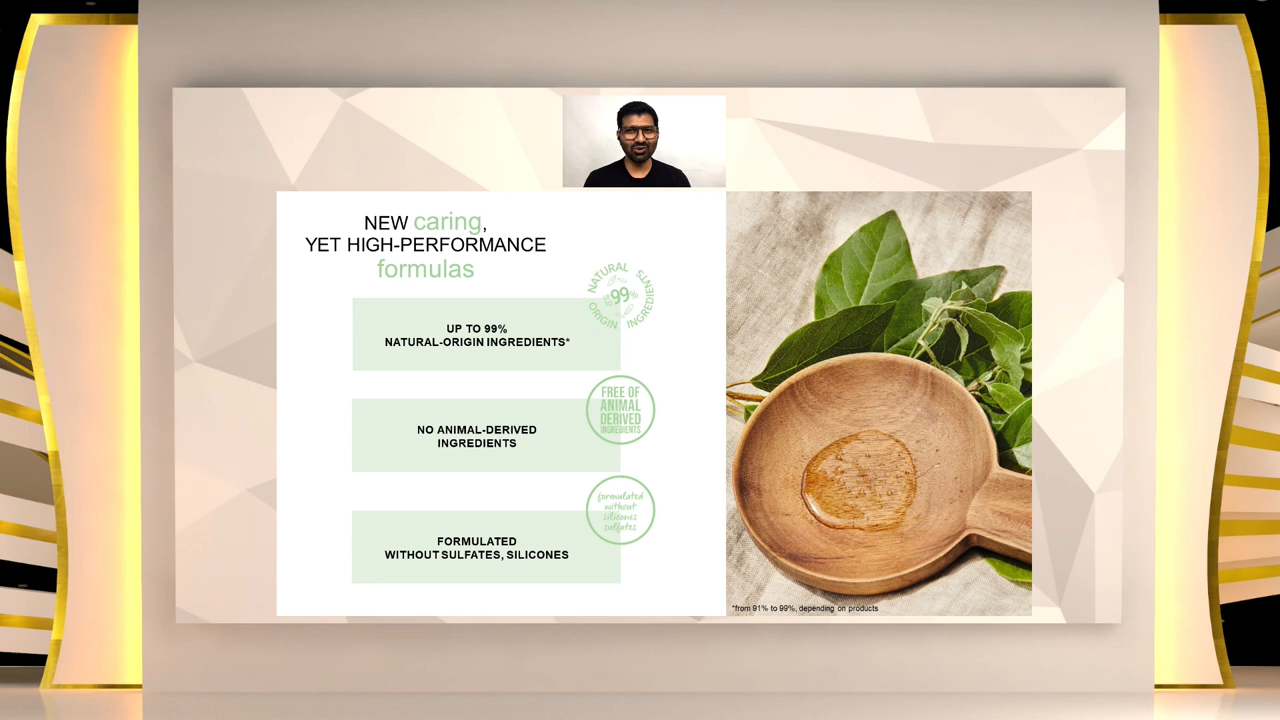 NEW caring,
YET HIGH-PERFORMANCE
formulas
NATURAL ORIGIN INGREDIENTS
UP TO 99%
UP TO 99%
NATURAL-ORIGIN INGREDIENTS*
FREE OF
ANIMAL
DERIVED
INGREDIENTS
NO ANIMAL-DERIVED
INGREDIENTS
formulated
without
silicones
sulfates
FORMULATED
WITHOUT SULFATES, SILICONES
*from 91% to 99%, depending on products